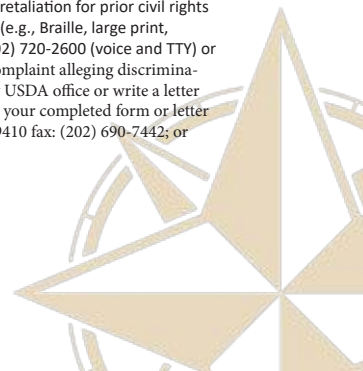 retaliation for prior civil rights
(e.g., Braille, large print,
02) 720-2600 (voice and TTY) or
omplaint alleging discrimina-
USDA office or write a letter
your completed form or letter
9410 fax: (202) 690-7442; or